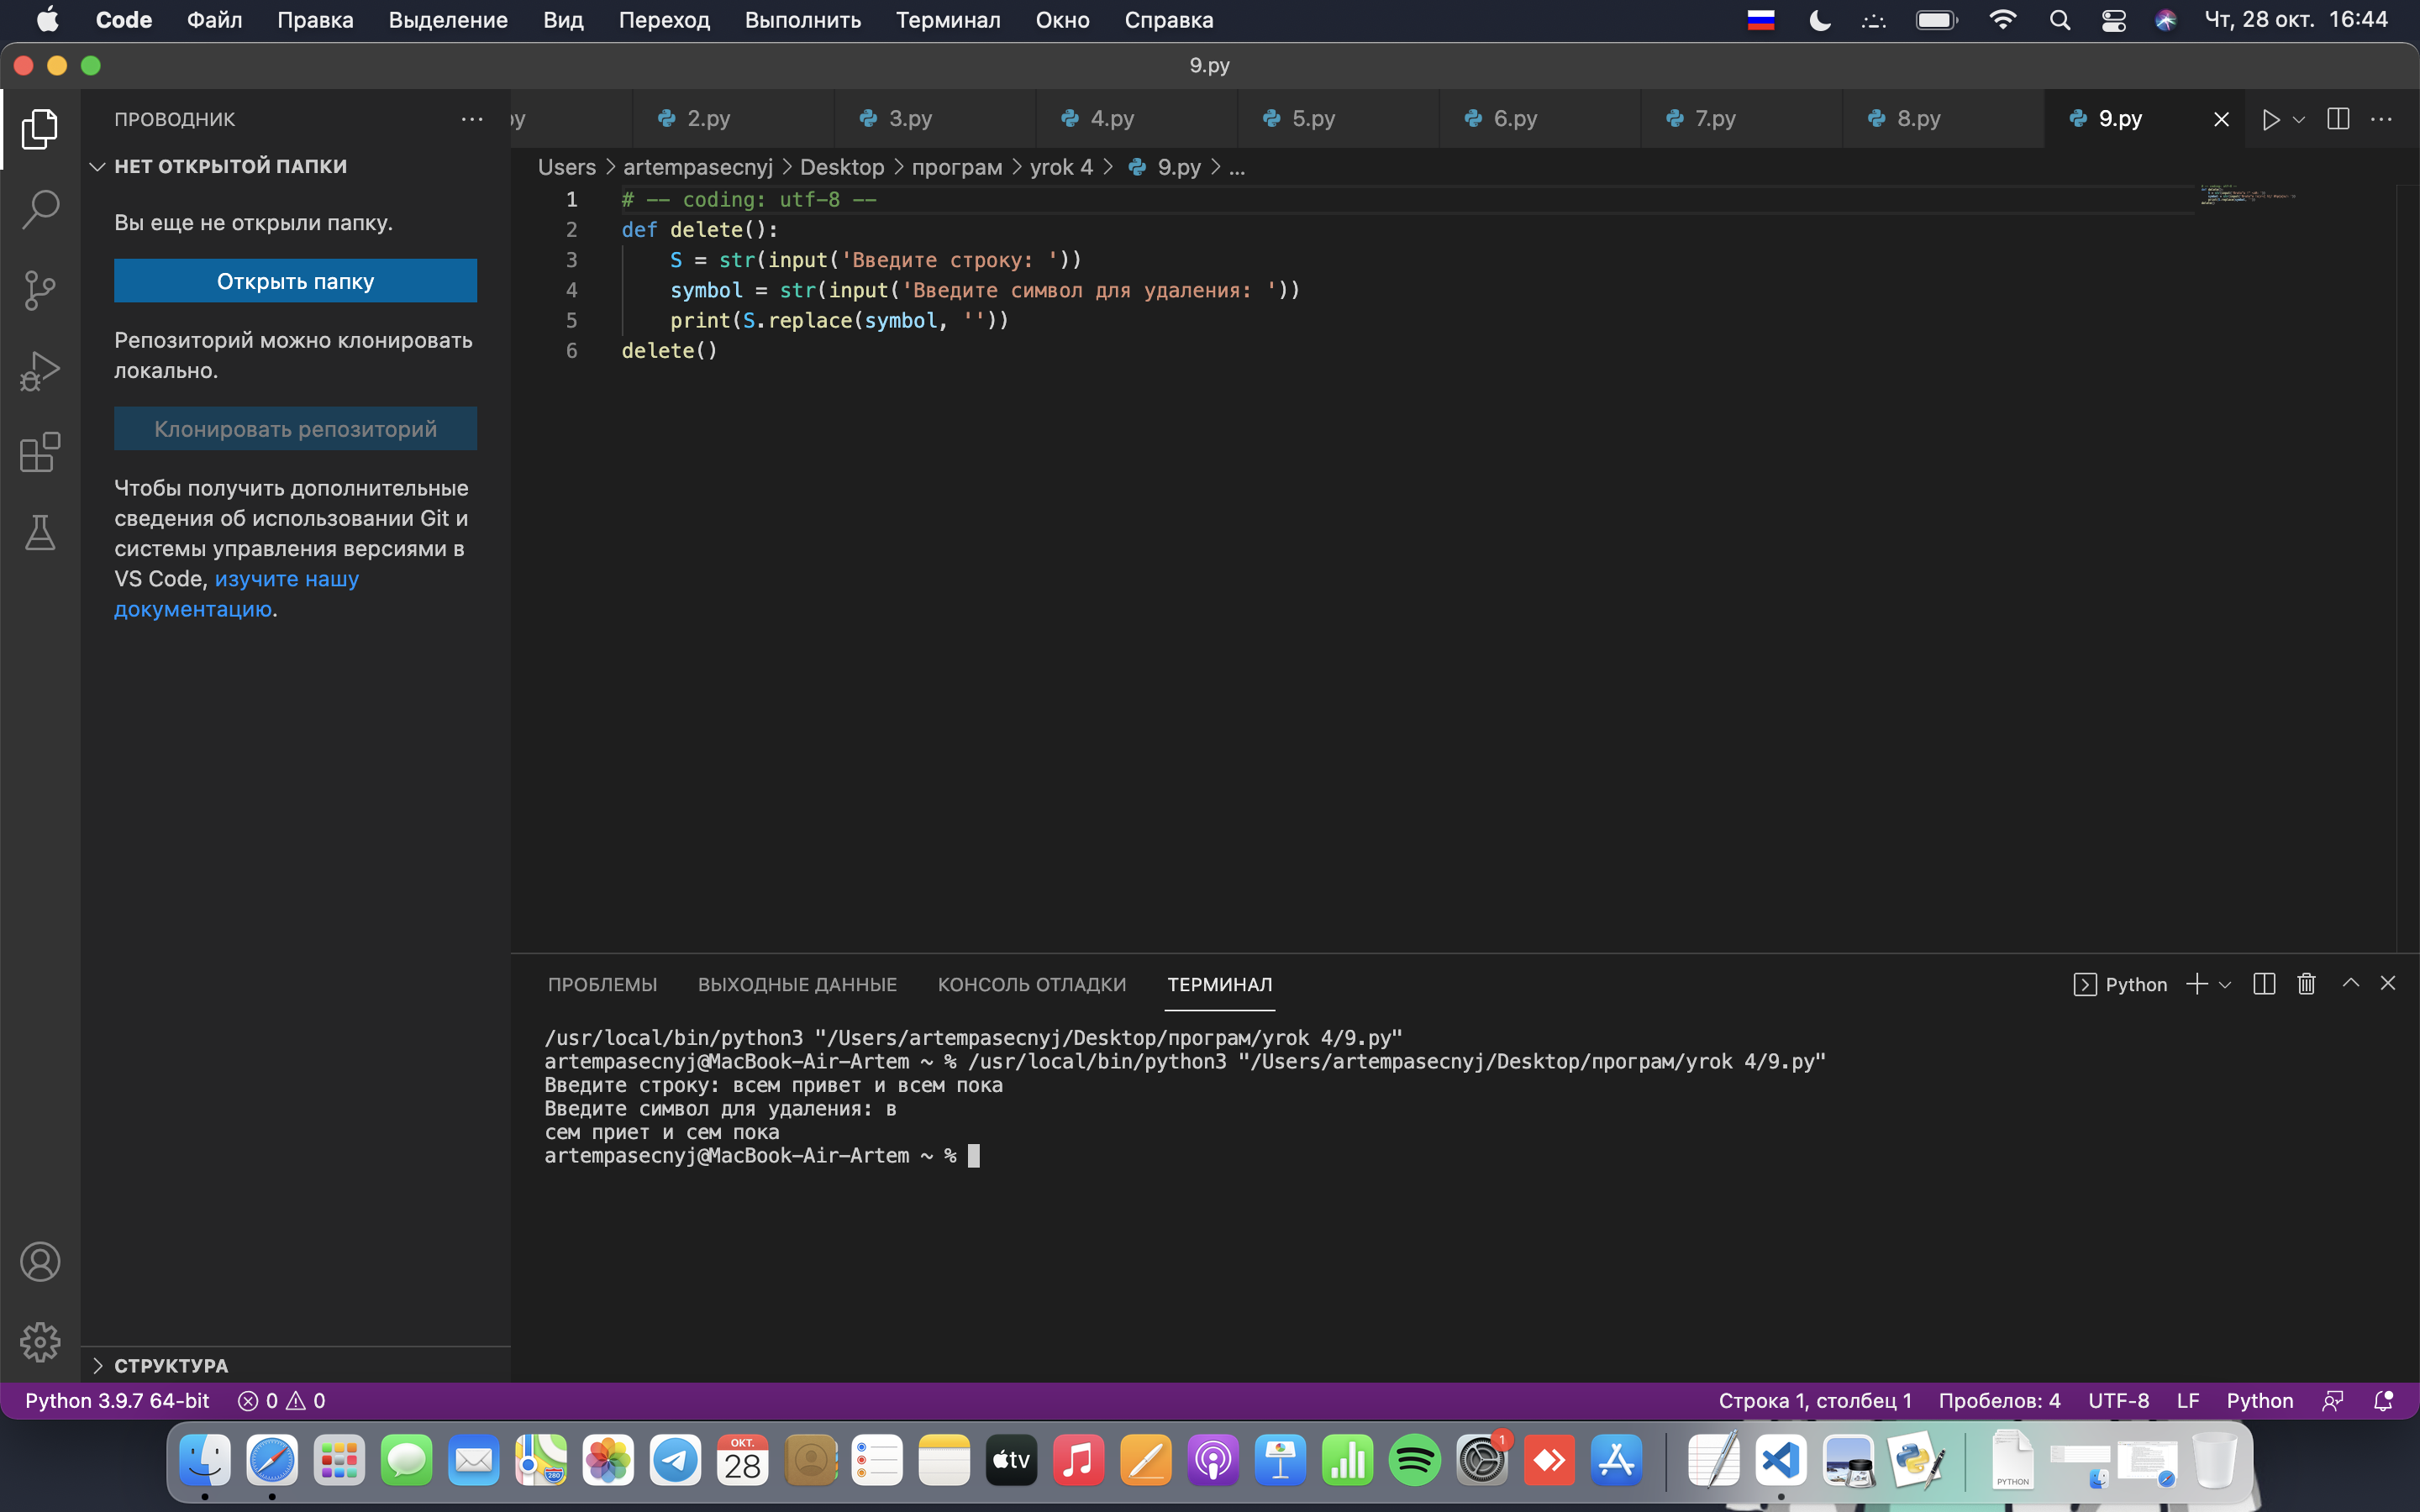 Code Файл Правка Выделение Вид Переход Выполнить Терминал Окно Справка Чт, 28 окт. 16:44
9.py
ПРОВОДНИК
НЕТ ОТКРЫТОЙ ПАПКИ
Вы еще не открыли папку.
Открыть папку
Репозиторий можно клонировать
локально.
Клонировать репозиторий
Чтобы получить дополнительные
сведения об использовании Git и
системы управления версиями в
VS Code, изучите нашу
документацию.
СТРУКТУРА
py 2.py 3.py 4.py 5.py 6.py 7.py 8.py 9.py
Users > artempasecnyj > Desktop > програм > yrok 4 > 9.py > ...
1 # -- coding: utf-8 --
2 def delete():
3 S = str(input('Введите строку: '))
4 symbol = str(input('Введите символ для удаления: '))
5 print(S.replace(symbol, ''))
6 delete()
ПРОБЛЕМЫ ВЫХОДНЫЕ ДАННЫЕ КОНСОЛЬ ОТЛАДКИ ТЕРМИНАЛ Python
/usr/local/bin/python3 "/Users/artempasecnyj/Desktop/програм/yrok 4/9.py"
artempasecnyj@MacBook-Air-Artem ~ % /usr/local/bin/python3 "/Users/artempasecnyj/Desktop/програм/yrok 4/9.py"
Введите строку: всем привет и всем пока
Введите символ для удаления: в
сем приет и сем пока
artempasecnyj@MacBook-Air-Artem ~ %
Python 3.9.7 64-bit 0 0 Строка 1, столбец 1 Пробелов: 4 UTF-8 LF Python
280
ОКТ.
28
tv
1
PYTHON